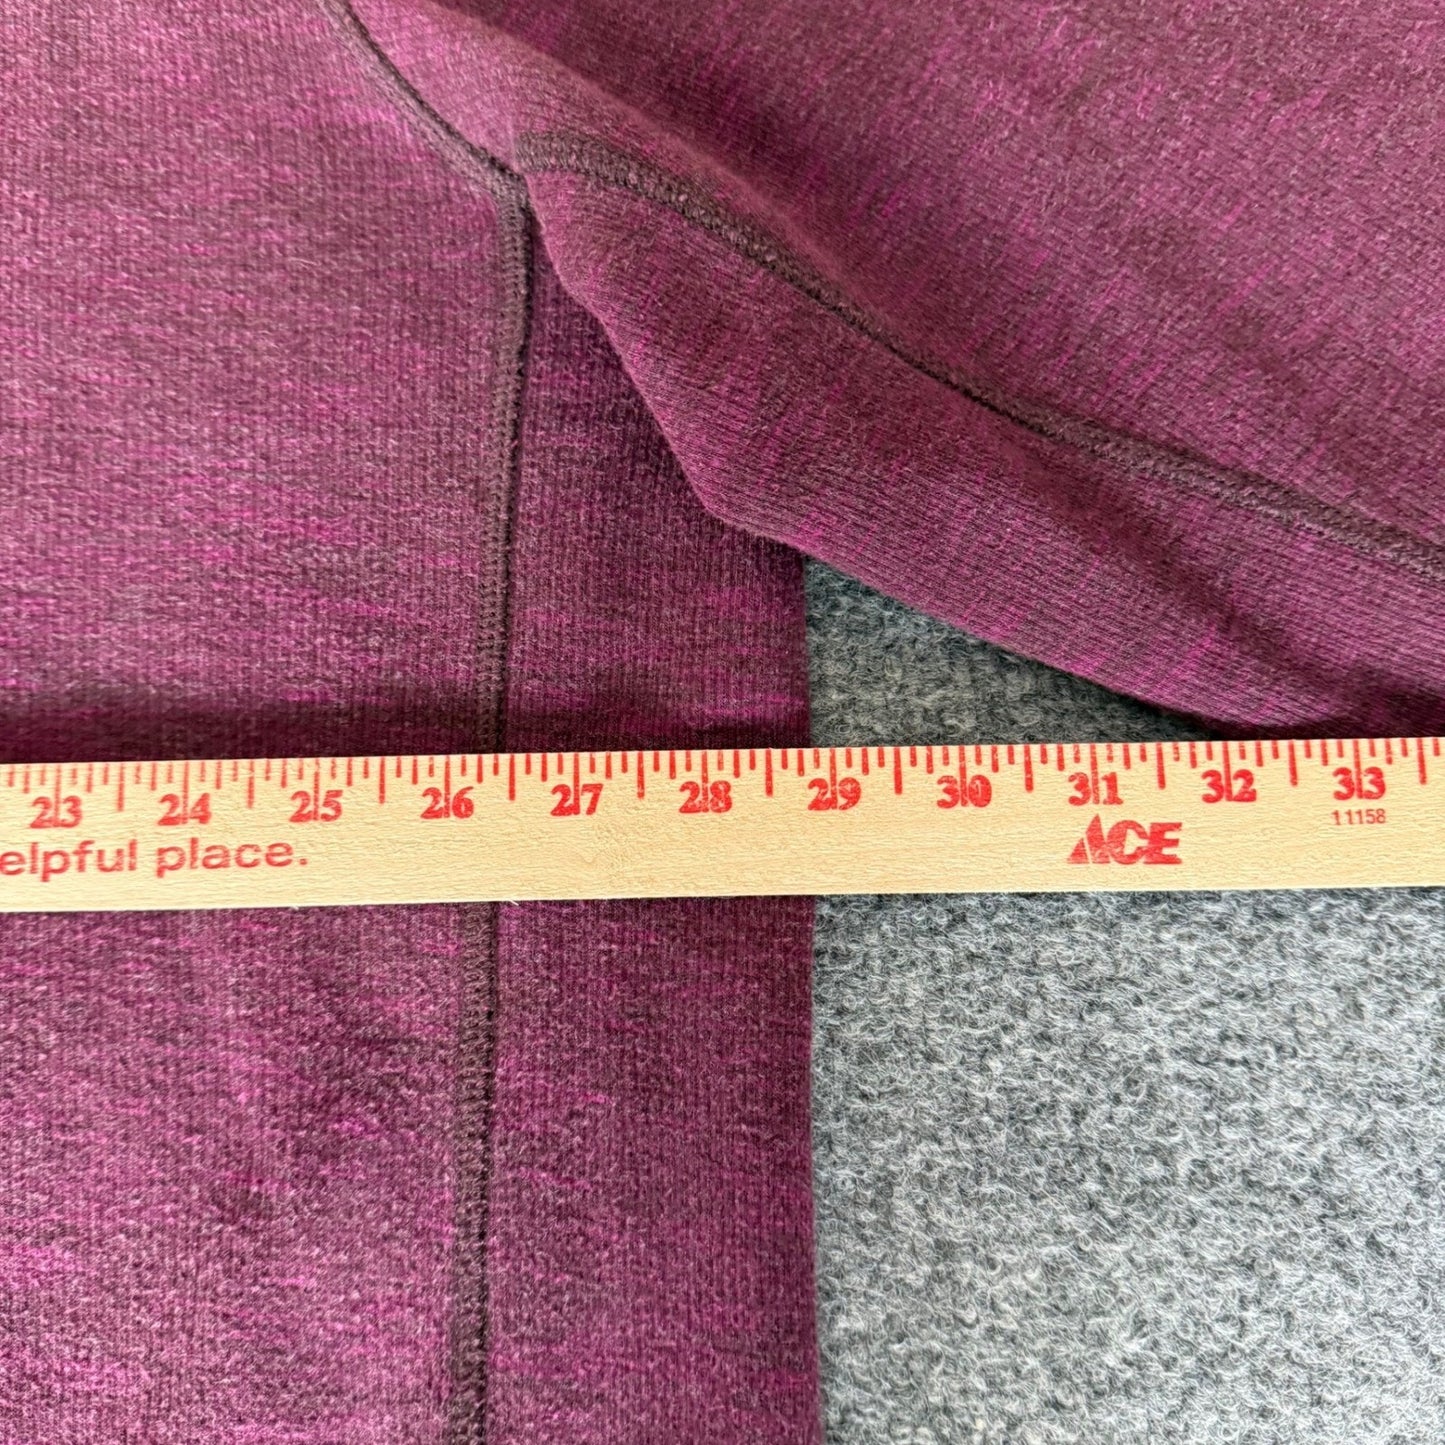 23 24 25 26 27 28 29 30 31 32 33
11158
ACE
elpful place.